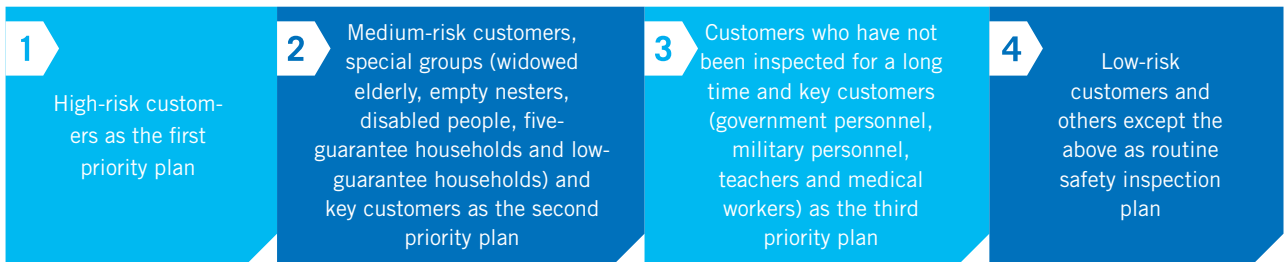 1
High-risk custom-
ers as the first
priority plan
2
Medium-risk customers,
special groups (widowed
elderly, empty nesters,
disabled people, five-
guarantee households and low-
guarantee households) and
key customers as the second
priority plan
3
Customers who have not
been inspected for a long
time and key customers
(government personnel,
military personnel,
teachers and medical
workers) as the third
priority plan
4
Low-risk
customers and
others except the
above as routine
safety inspection
plan